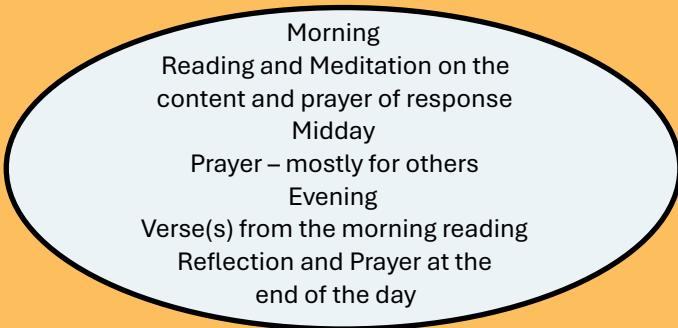 Morning
Reading and Meditation on the
content and prayer of response
Midday
Prayer – mostly for others
Evening
Verse(s) from the morning reading
Reflection and Prayer at the
end of the day